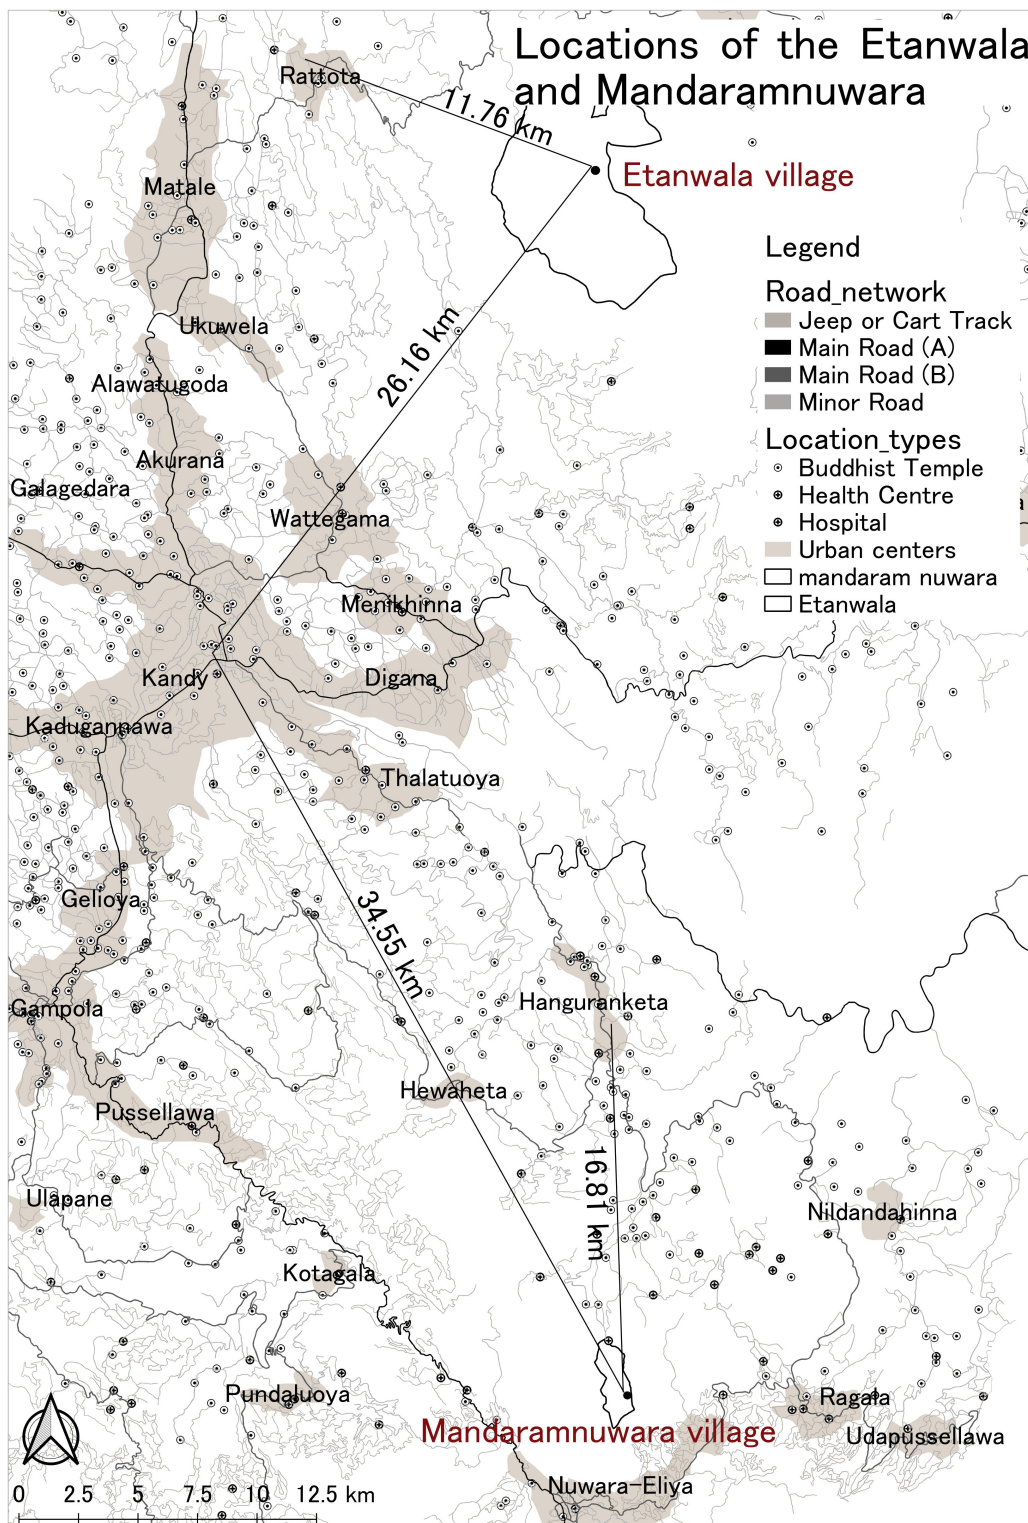 Locations of the Etanwala
and Mandaramnuwara
Rattota
11.76 km
Etanwala village
Matale
Legend
Road_network
Jeep or Cart Track
Main Road (A)
Main Road (B)
Minor Road
Location_types
Buddhist Temple
Health Centre
Hospital
Urban centers
mandaram nuwara
Etanwala
Ukuwela
26.16 km
Alawatugoda
Akurana
Galagedara
Wattegama
Menikhinna
Kandy
Digana
Kadugannawa
Thalatuoya
Gelioya
34.55 km
Gampola
Hanguranketa
Hewaheta
Pussellawa
16.81 km
Ulapane
Nildandahinna
Kotagala
Pundaluoya
Ragala
Mandaramnuwara village
Udapussellawa
Nuwara-Eliya
0 2.5 5 7.5 10 12.5 km